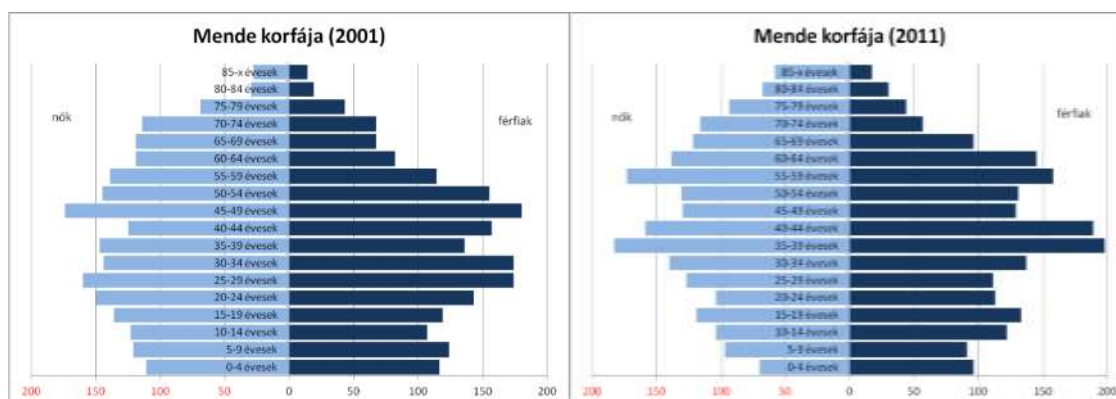 Mende korfája (2001)
85-x évesek
80-84 évesek
75-79 évesek
nők
70-74 évesek
férfiak
65-69 évesek
60-64 évesek
55-59 évesek
50-54 évesek
45-49 évesek
40-44 évesek
35-39 évesek
30-34 évesek
25-29 évesek
20-24 évesek
15-19 évesek
10-14 évesek
5-9 évesek
0-4 évesek
200 150 100 50 0 50 100 150 200
Mende korfája (2011)
85-x évesek
80-84 évesek
75-79 évesek
nők
70-74 évesek
férfiak
65-69 évesek
60-64 évesek
55-59 évesek
50-54 évesek
45-49 évesek
40-44 évesek
35-39 évesek
30-34 évesek
25-29 évesek
20-24 évesek
15-19 évesek
10-14 évesek
5-9 évesek
0-4 évesek
200 150 100 50 0 50 100 150 200